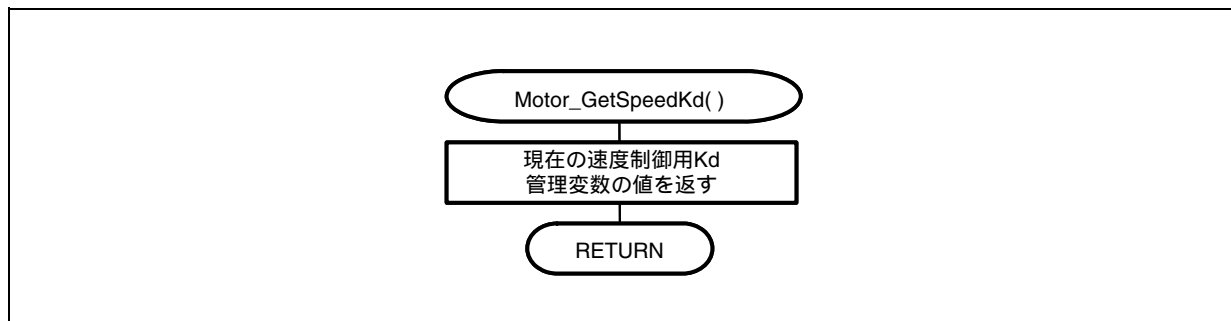 Motor_GetSpeedKd( )
現在の速度制御用Kd
管理変数の値を返す
RETURN